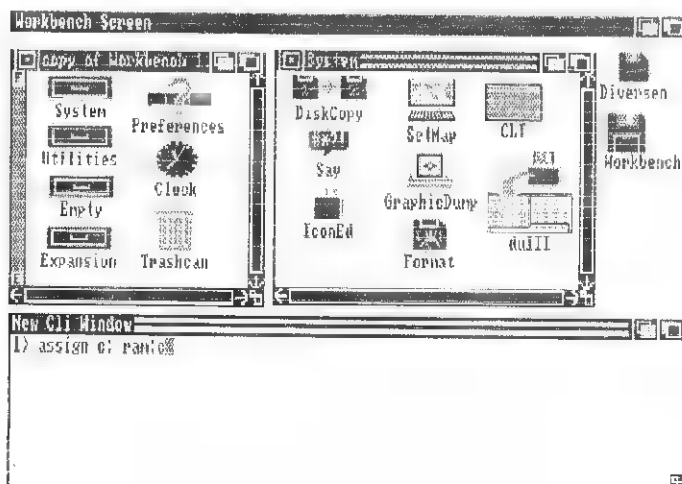 Workbench Screen
copy of Workbench 1.
System
Utilities
Empty
Expansion
Preferences
Clock
Trashcan
System
DiskCopy
Say
IconEd
SetMap
GraphicDump
Format
CLI
duIII
Diversen
Workbench
New Cli Window
1> assign c: ram:c